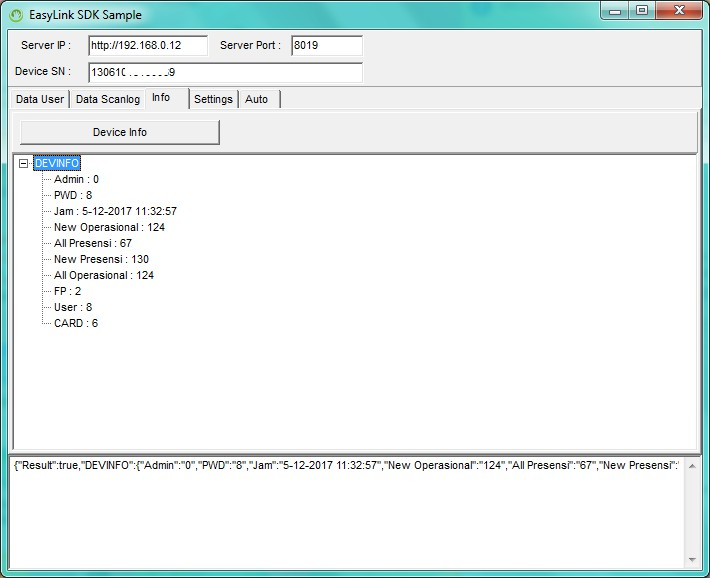 EasyLink SDK Sample
Server IP : http://192.168.0.12 Server Port : 8019
Device SN :
Data User Data Scanlog Info Settings Auto
Device Info
DEVINFO
Admin : 0
PWD : 8
Jam : 5-12-2017 11:32:57
New Operasional : 124
All Presensi : 67
New Presensi : 130
All Operasional : 124
FP : 2
User : 8
CARD : 6
{"Result":true,"DEVINFO":{"Admin":"0","PWD":"8","Jam":"5-12-2017 11:32:57","New Operasional":"124","All Presensi":"67","New Presensi":'